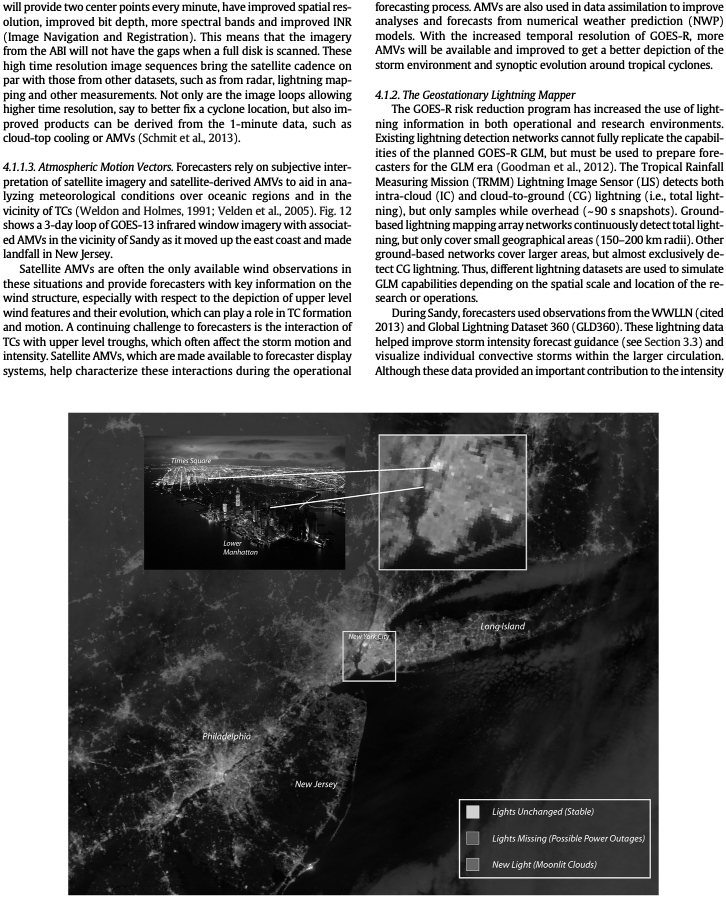 will provide two center points every minute, have improved spatial res-
olution, improved bit depth, more spectral bands and improved INR
(Image Navigation and Registration). This means that the imagery
from the ABI will not have the gaps when a full disk is scanned. These
high time resolution image sequences bring the satellite cadence on
par with those from other datasets, such as from radar, lightning map-
ping and other measurements. Not only are the image loops allowing
higher time resolution, say to better fix a cyclone location, but also im-
proved products can be derived from the 1-minute data, such as
cloud-top cooling or AMVs (Schmit et al., 2013).
4.1.1.3. Atmospheric Motion Vectors. Forecasters rely on subjective inter-
pretation of satellite imagery and satellite-derived AMVs to aid in ana-
lyzing meteorological conditions over oceanic regions and in the
vicinity of TCs (Weldon and Holmes, 1991; Velden et al., 2005). Fig. 12
shows a 3-day loop of GOES-13 infrared window imagery with associat-
ed AMVs in the vicinity of Sandy as it moved up the east coast and made
landfall in New Jersey.
Satellite AMVs are often the only available wind observations in
these situations and provide forecasters with key information on the
wind structure, especially with respect to the depiction of upper level
wind features and their evolution, which can play a role in TC formation
and motion. A continuing challenge to forecasters is the interaction of
TCs with upper level troughs, which often affect the storm motion and
intensity. Satellite AMVs, which are made available to forecaster display
systems, help characterize these interactions during the operational
forecasting process. AMVs are also used in data assimilation to improve
analyses and forecasts from numerical weather prediction (NWP)
models. With the increased temporal resolution of GOES-R, more
AMVs will be available and improved to get a better depiction of the
storm environment and synoptic evolution around tropical cyclones.
4.1.2. The Geostationary Lightning Mapper
The GOES-R risk reduction program has increased the use of light-
ning information in both operational and research environments.
Existing lightning detection networks cannot fully replicate the capabil-
ities of the planned GOES-R GLM, but must be used to prepare fore-
casters for the GLM era (Goodman et al., 2012). The Tropical Rainfall
Measuring Mission (TRMM) Lightning Image Sensor (LIS) detects both
intra-cloud (IC) and cloud-to-ground (CG) lightning (i.e., total light-
ning), but only samples while overhead (~90 s snapshots). Ground-
based lightning mapping array networks continuously detect total light-
ning, but only cover small geographical areas (150–200 km radii). Other
ground-based networks cover larger areas, but almost exclusively de-
tect CG lightning. Thus, different lightning datasets are used to simulate
GLM capabilities depending on the spatial scale and location of the re-
search or operations.
During Sandy, forecasters used observations from the WWLLN (cited
2013) and Global Lightning Dataset 360 (GLD360). These lightning data
helped improve storm intensity forecast guidance (see Section 3.3) and
visualize individual convective storms within the larger circulation.
Although these data provided an important contribution to the intensity
Times Square
Lower
Manhattan
New York City
Long Island
Philadelphia
New Jersey
Lights Unchanged (Stable)
Lights Missing (Possible Power Outages)
New Light (Moonlit Clouds)